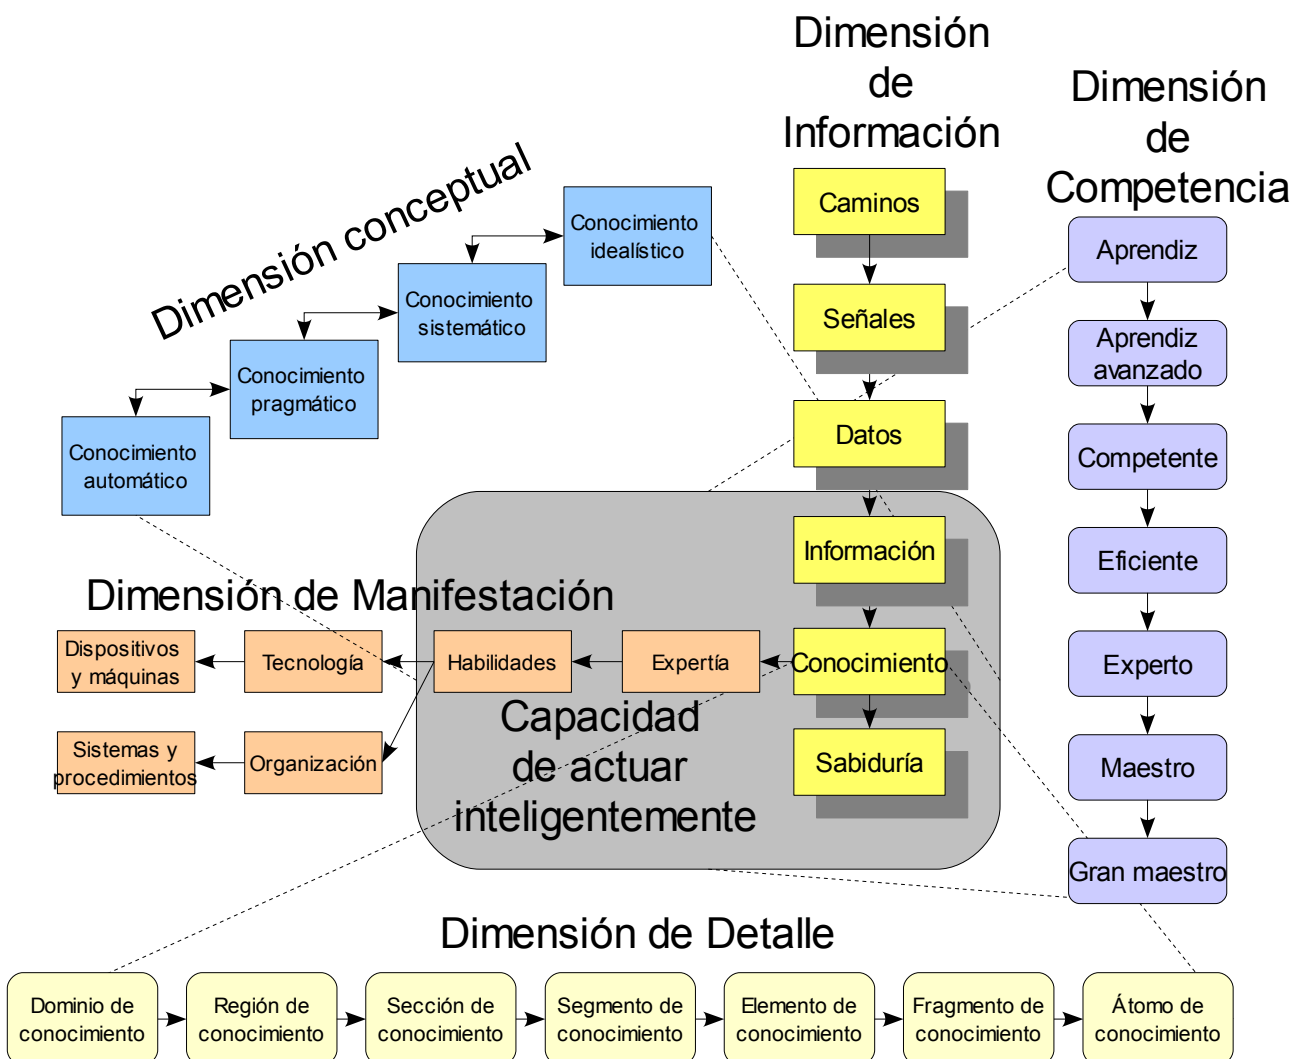 Dimensión
de
Información
Dimensión
de
Competencia
Dimensión conceptual
Conocimiento
idealístico
Conocimiento
sistemático
Conocimiento
pragmático
Conocimiento
automático
Caminos
Señales
Datos
Información
Conocimiento
Sabiduría
Aprendiz
Aprendiz
avanzado
Competente
Eficiente
Experto
Maestro
Gran maestro
Dimensión de Manifestación
Dispositivos
y máquinas
Tecnología
Habilidades
Expertía
Sistemas y
procedimientos
Organización
Capacidad
de actuar
inteligentemente
Dimensión de Detalle
Dominio de
conocimiento
Región de
conocimiento
Sección de
conocimiento
Segmento de
conocimiento
Elemento de
conocimiento
Fragmento de
conocimiento
Átomo de
conocimiento